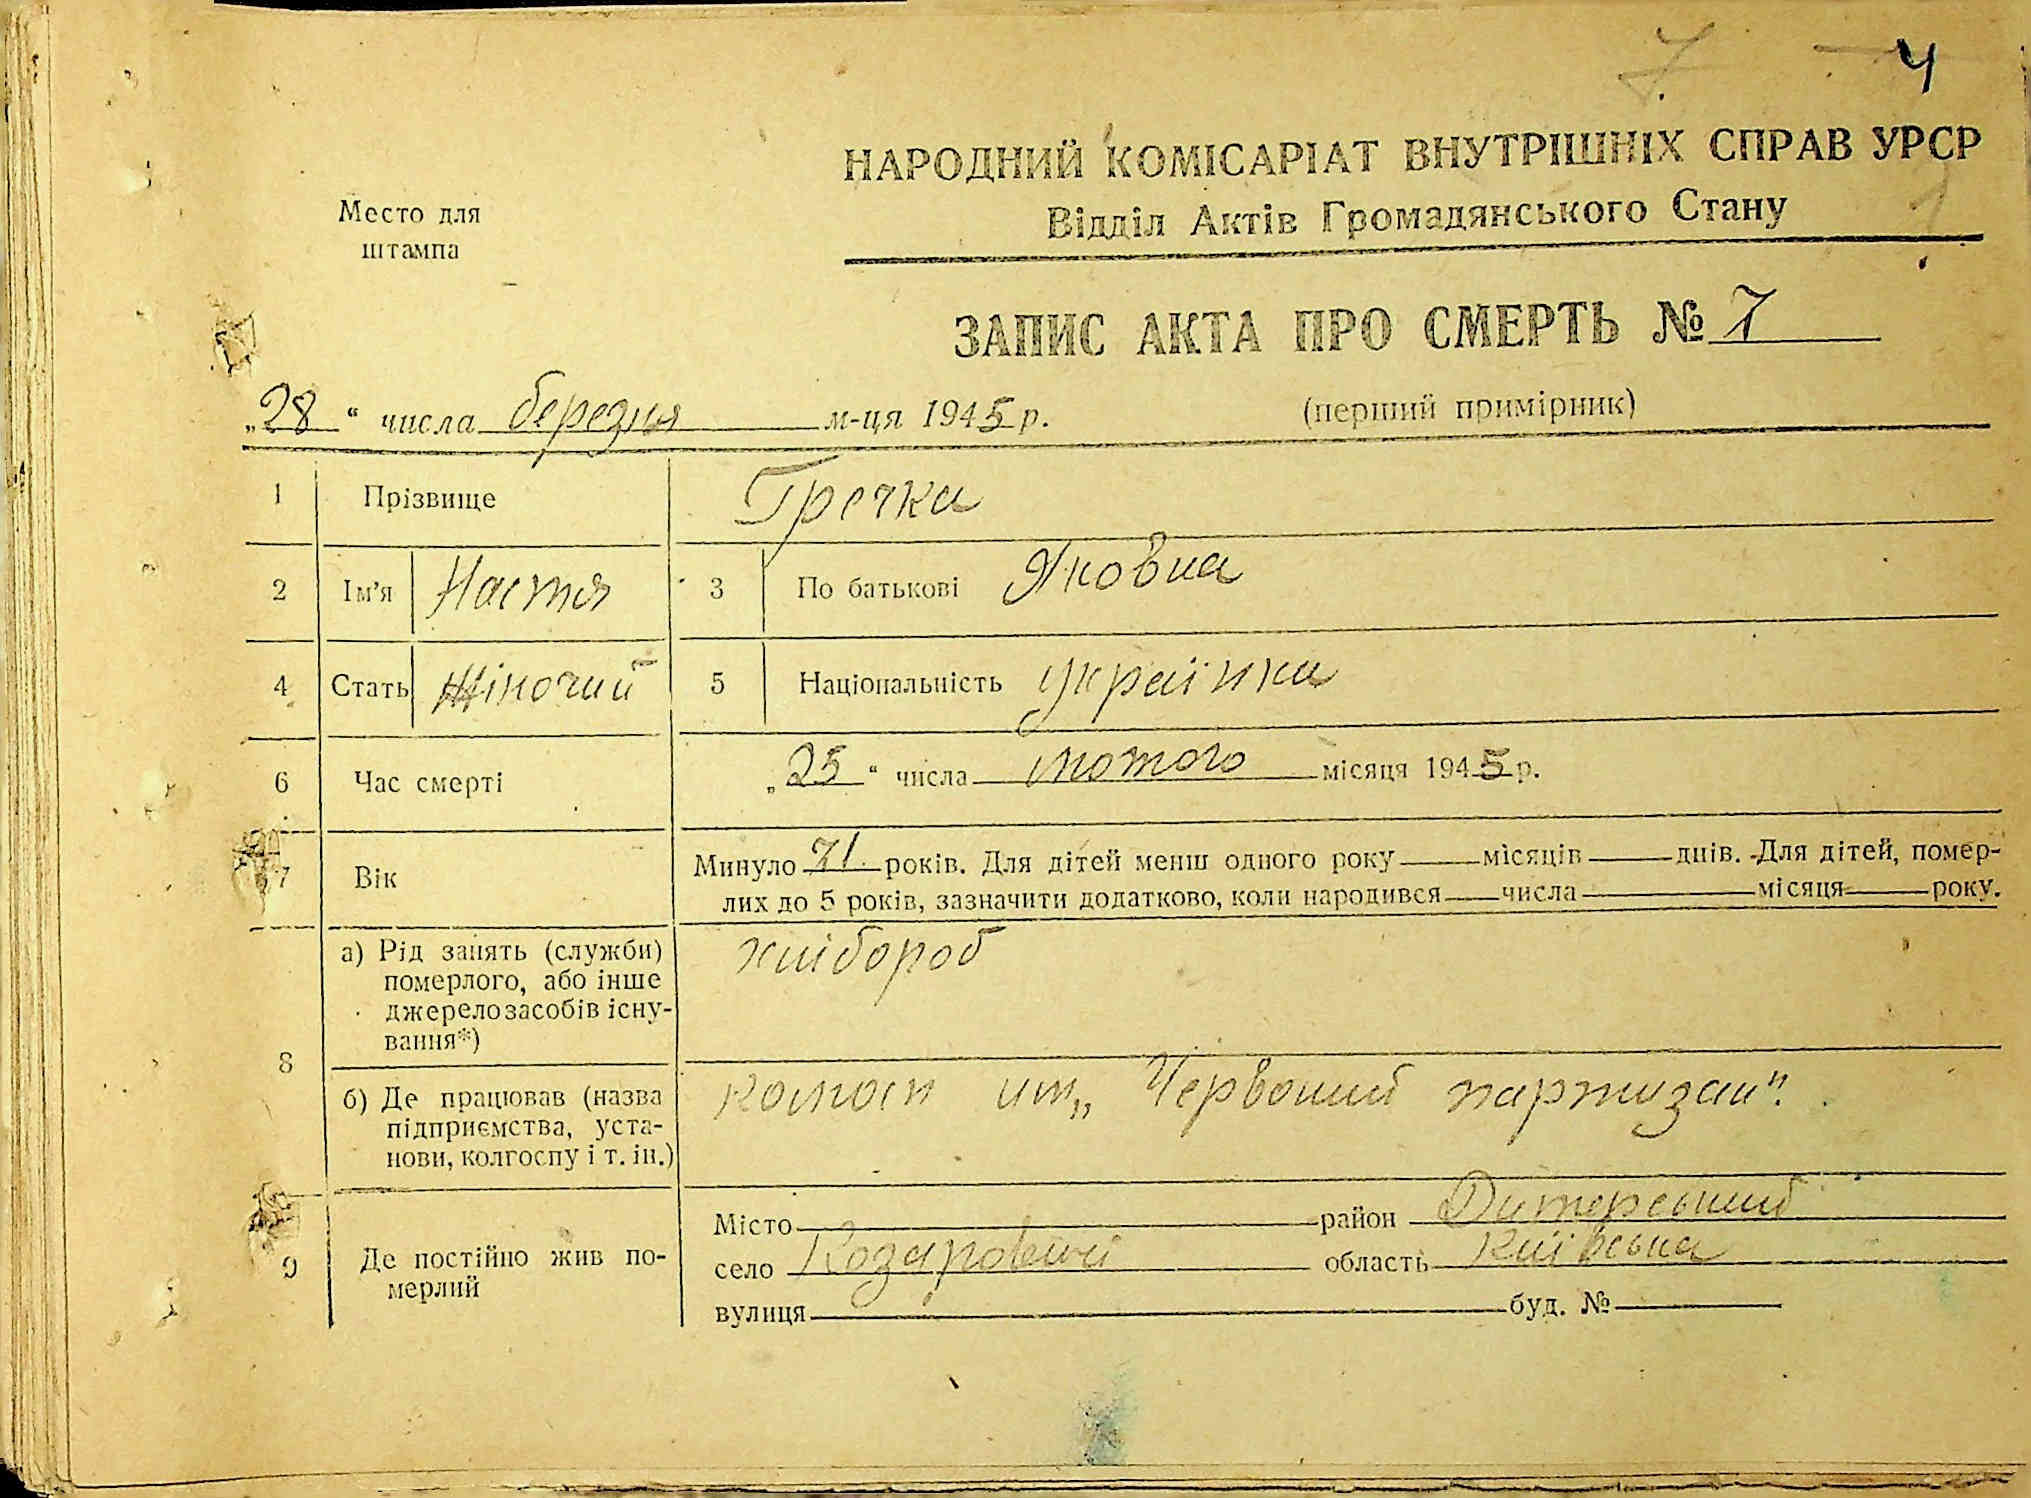 7 4
НАРОДНИЙ КОМІСАРІАТ ВНУТРІШНІХ СПРАВ УРСР
Відділ Актів Громадянського Стану
Место для
штампа
ЗАПИС АКТА ПРО СМЕРТЬ № 7
„28“ числа березня м-ця 1945 р.
(перший примірник)
1 Прізвище Гречка
2 Ім'я Настя 3 По батькові Яковна
4 Стать Жіночий 5 Національність Українка
6 Час смерті „25“ числа лютого місяця 1945 р.
7 Вік Минуло 71 років. Для дітей менш одного року місяців днів. Для дітей, помер-
лих до 5 років, зазначити додатково, коли народився числа місяця року.
8 а) Рід занять (служби) хлібороб
померлого, або інше
джерело засобів існу-
вання*)
б) Де працював (назва колгосп им „Червоний партизан“.
підприємства, уста-
нови, колгоспу і т. ін.)
9 Де постійно жив по-
мерлий
Місто район Димерський
село Козаровичі область Київська
вулиця буд. №